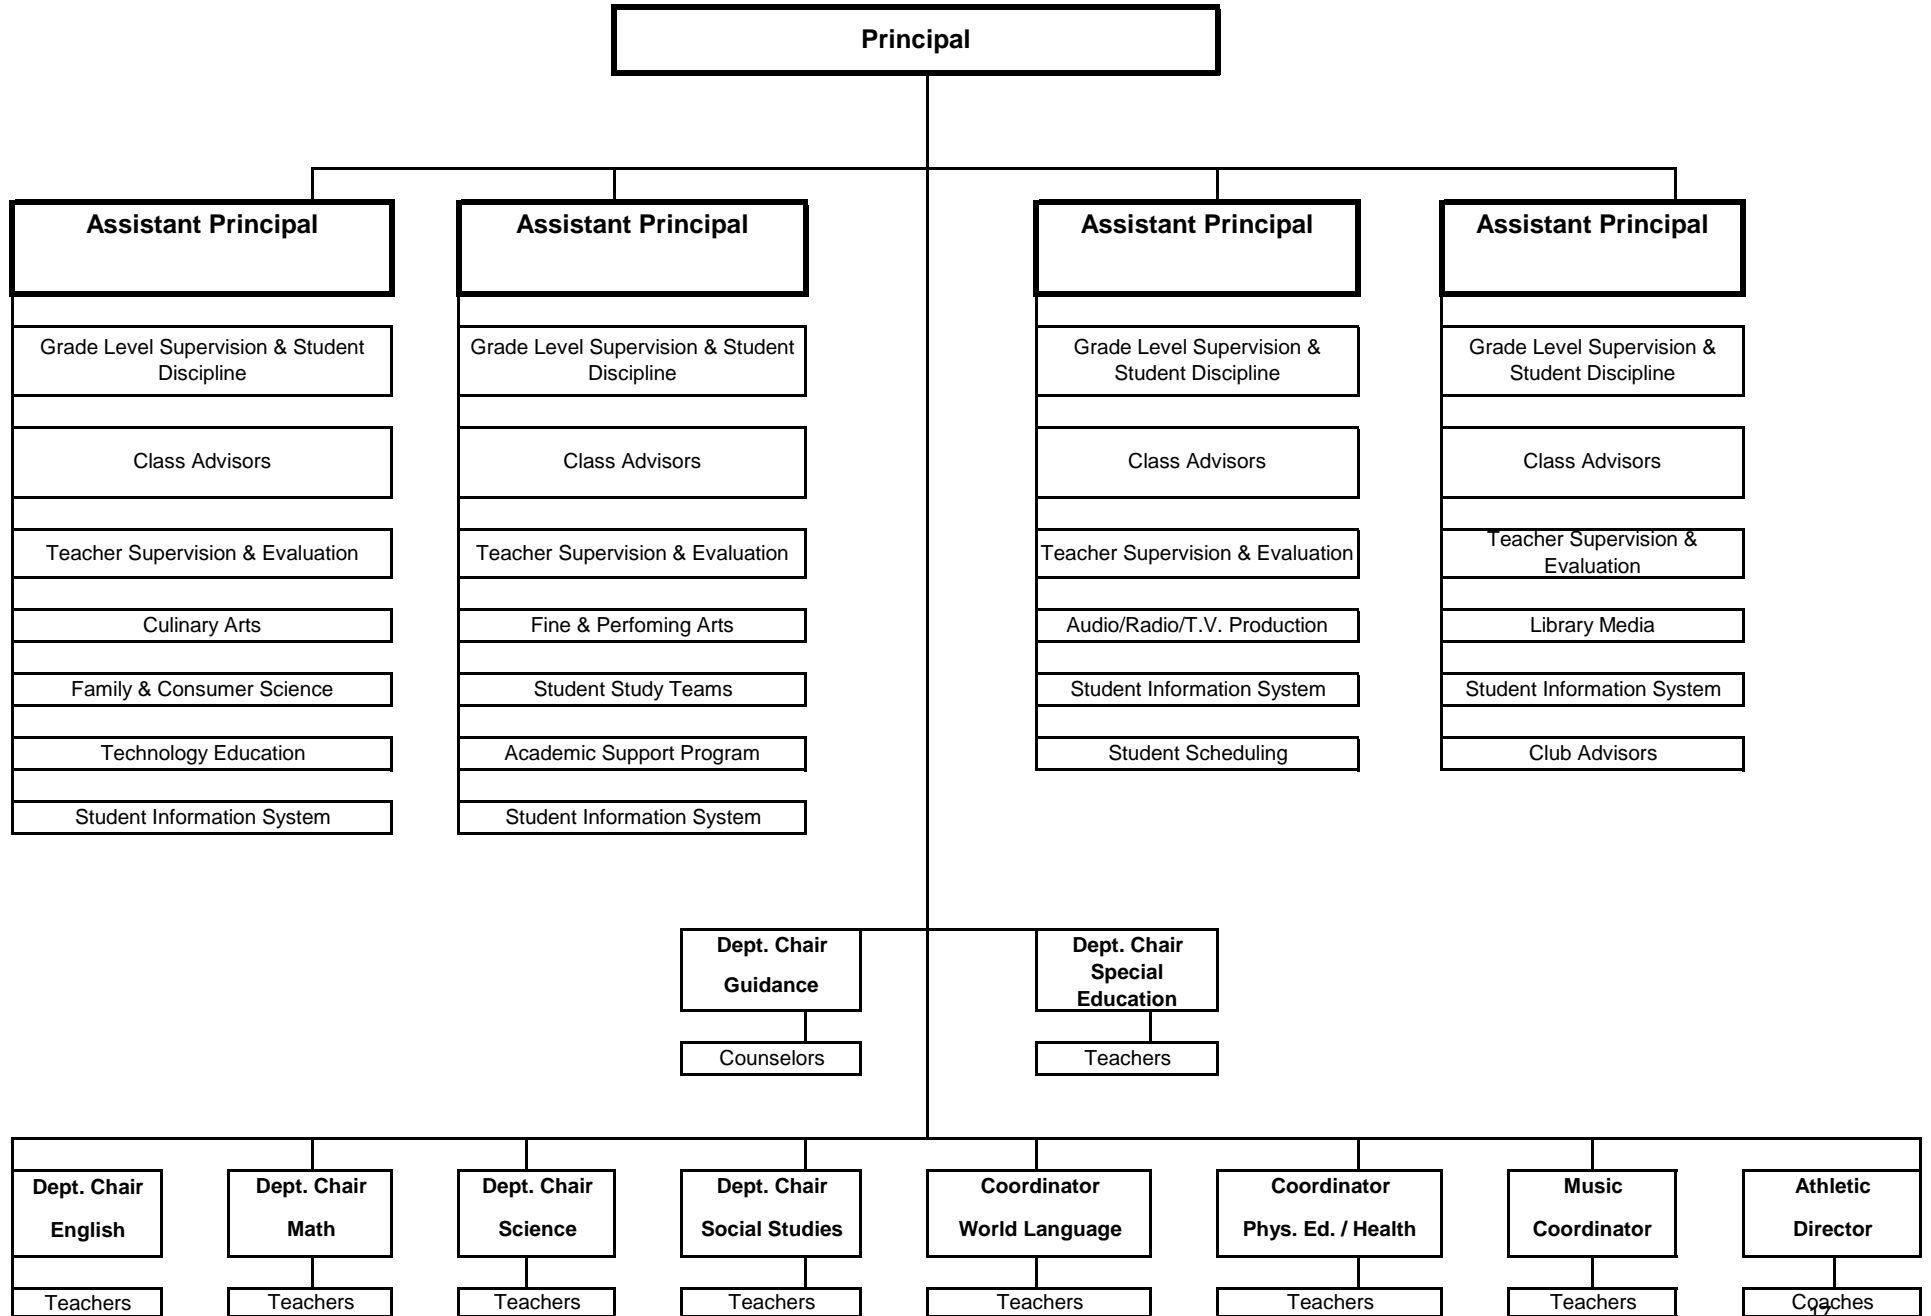 Principal
Assistant Principal
Grade Level Supervision & Student
Discipline
Class Advisors
Teacher Supervision & Evaluation
Culinary Arts
Family & Consumer Science
Technology Education
Student Information System
Assistant Principal
Grade Level Supervision & Student
Discipline
Class Advisors
Teacher Supervision & Evaluation
Fine & Perfoming Arts
Student Study Teams
Academic Support Program
Student Information System
Assistant Principal
Grade Level Supervision &
Student Discipline
Class Advisors
Teacher Supervision & Evaluation
Audio/Radio/T.V. Production
Student Information System
Student Scheduling
Assistant Principal
Grade Level Supervision &
Student Discipline
Class Advisors
Teacher Supervision &
Evaluation
Library Media
Student Information System
Club Advisors
Dept. Chair
Guidance
Counselors
Dept. Chair
Special
Education
Teachers
Dept. Chair
English
Teachers
Dept. Chair
Math
Teachers
Dept. Chair
Science
Teachers
Dept. Chair
Social Studies
Teachers
Coordinator
World Language
Teachers
Coordinator
Phys. Ed. / Health
Teachers
Music
Coordinator
Teachers
Athletic
Director
Coaches
17